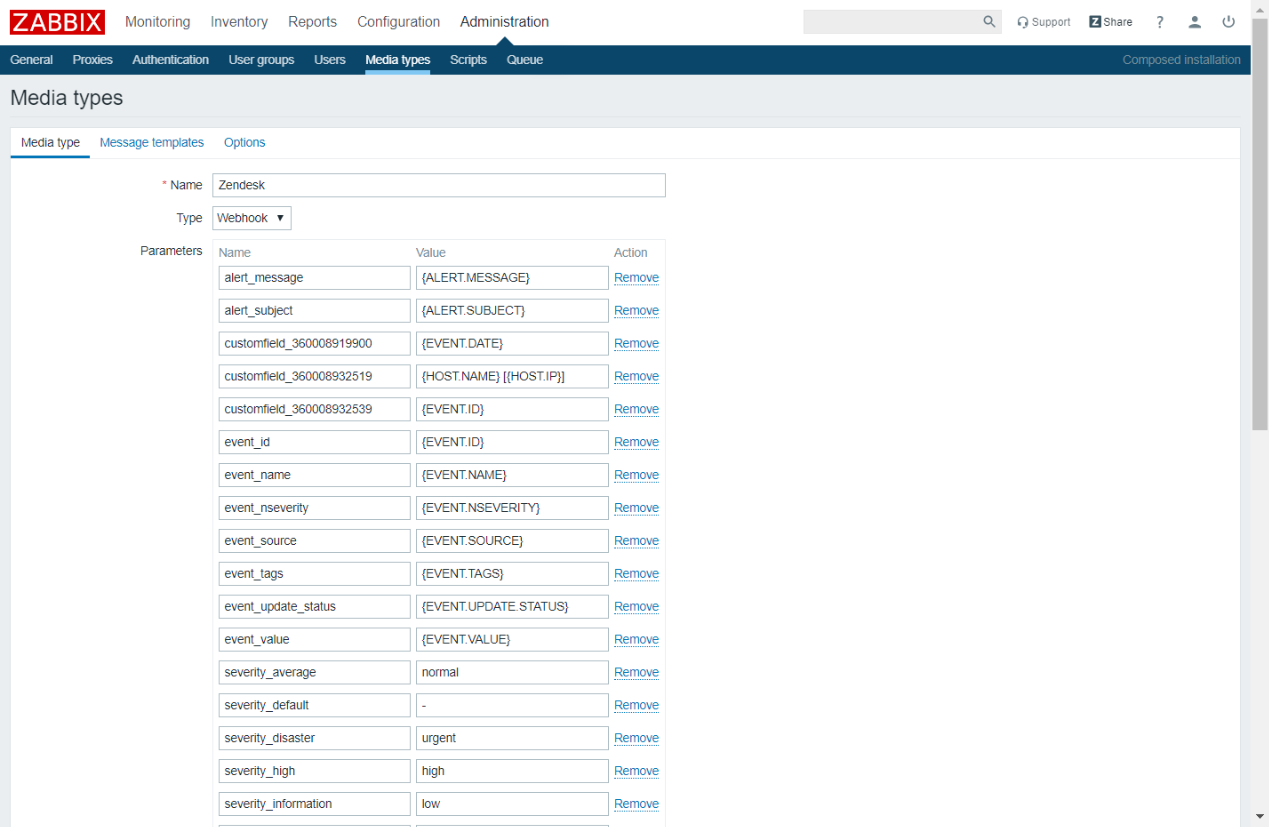 ZABBIX Monitoring Inventory Reports Configuration Administration Support Z Share ?
General Proxies Authentication User groups Users Media types Scripts Queue Composed installation
Media types
Media type Message templates Options
* Name Zendesk
Type Webhook ▼
Parameters Name Value Action
alert_message {ALERT.MESSAGE} Remove
alert_subject {ALERT.SUBJECT} Remove
customfield_360008919900 {EVENT.DATE} Remove
customfield_360008932519 {HOST.NAME} [{HOST.IP}] Remove
customfield_360008932539 {EVENT.ID} Remove
event_id {EVENT.ID} Remove
event_name {EVENT.NAME} Remove
event_nseverity {EVENT.NSEVERITY} Remove
event_source {EVENT.SOURCE} Remove
event_tags {EVENT.TAGS} Remove
event_update_status {EVENT.UPDATE.STATUS} Remove
event_value {EVENT.VALUE} Remove
severity_average normal Remove
severity_default - Remove
severity_disaster urgent Remove
severity_high high Remove
severity_information low Remove